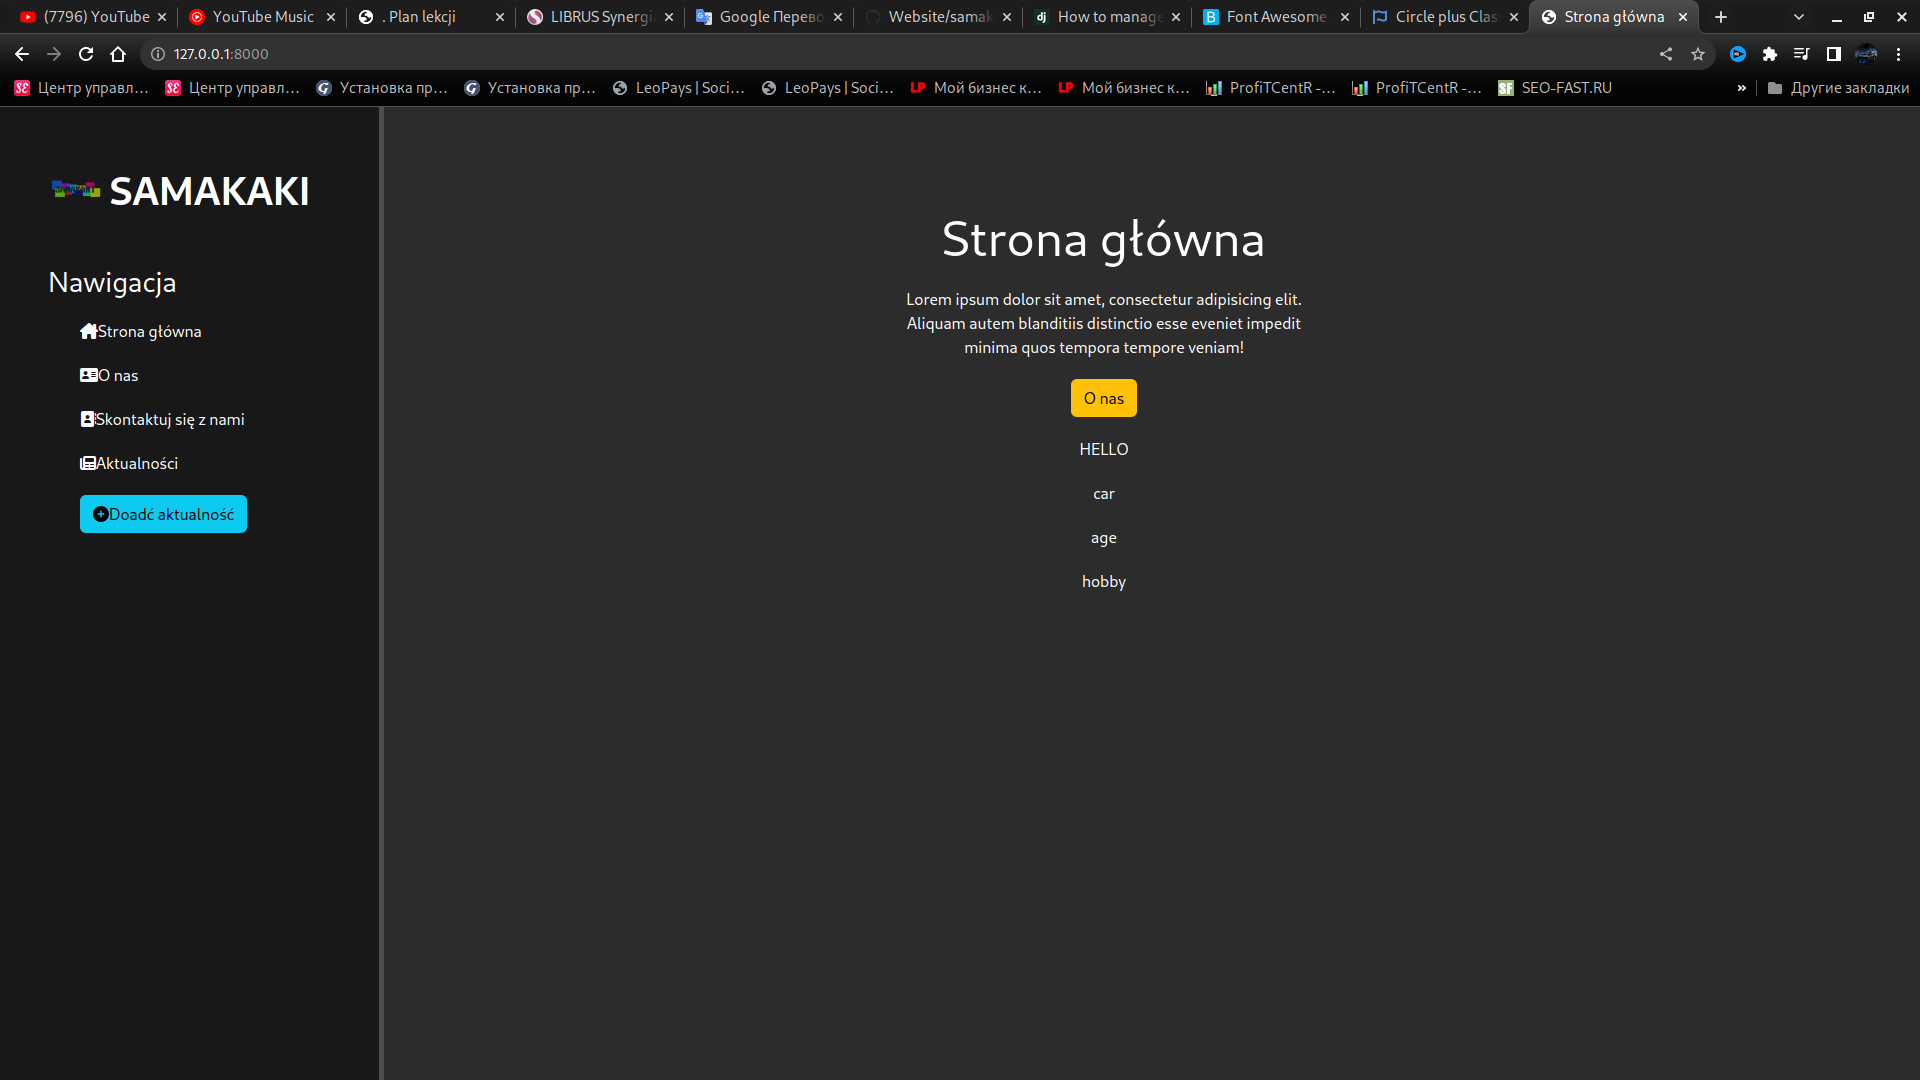 (7796) YouTube
YouTube Music
. Plan lekcji
LIBRUS Synergi
Google Перево
Website/samak
How to manage
Font Awesome
Circle plus Clas
Strona główna
127.0.0.1:8000
Центр управл...
Центр управл...
Установка пр...
Установка пр...
LeoPays | Soci...
LeoPays | Soci...
Мой бизнес к...
Мой бизнес к...
ProfiTCentR -...
ProfiTCentR -...
SEO-FAST.RU
Другие закладки
SAMAKAKI
Nawigacja
Strona główna
O nas
Skontaktuj się z nami
Aktualności
Doadć aktualność
Strona główna
Lorem ipsum dolor sit amet, consectetur adipisicing elit.
Aliquam autem blanditiis distinctio esse eveniet impedit
minima quos tempora tempore veniam!
O nas
HELLO
car
age
hobby